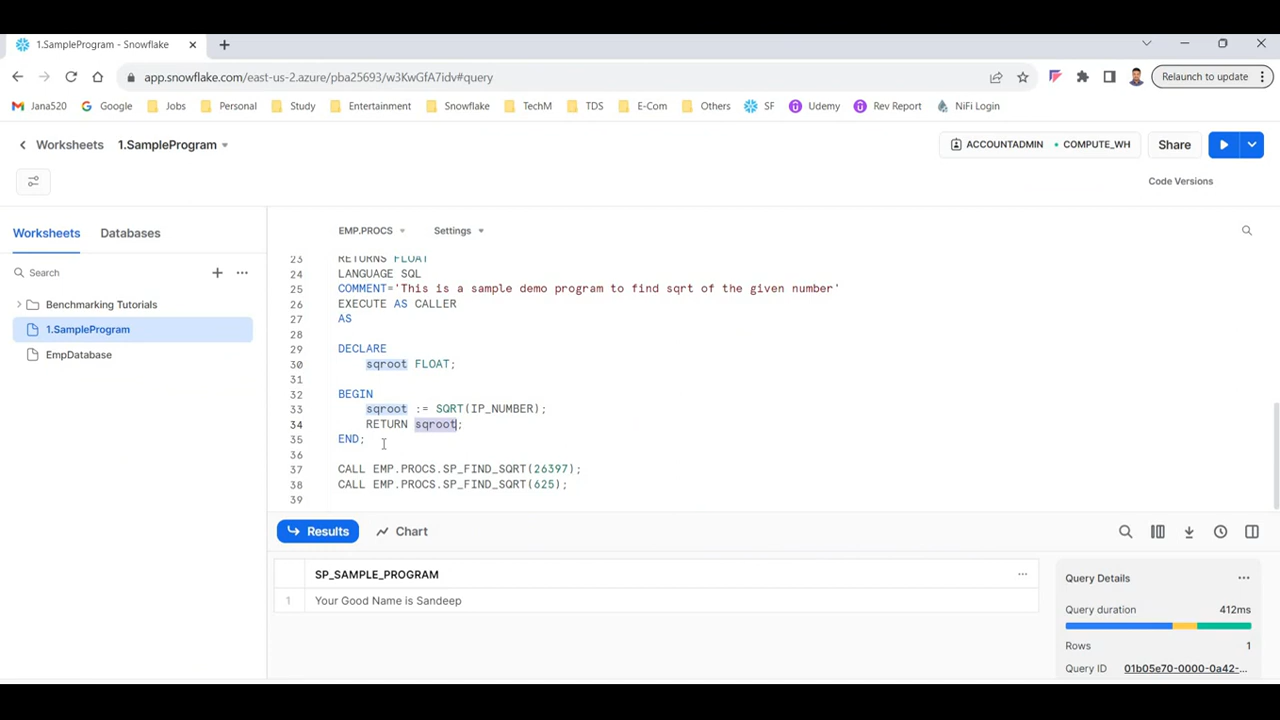 1.SampleProgram - Snowflake
app.snowflake.com/east-us-2.azure/pba25693/w3KwGfA7idv#query
Relaunch to update
Jana520 Google Jobs Personal Study Entertainment Snowflake TechM TDS E-Com Others SF Udemy Rev Report NiFi Login
Worksheets 1.SampleProgram ACCOUNTADMIN COMPUTE_WH Share
Code Versions
Worksheets Databases
EMP.PROCS Settings
Search
Benchmarking Tutorials
1.SampleProgram
EmpDatabase
23 RETURNS FLOAT
24 LANGUAGE SQL
25 COMMENT='This is a sample demo program to find sqrt of the given number'
26 EXECUTE AS CALLER
27 AS
28
29 DECLARE
30 sqroot FLOAT;
31
32 BEGIN
33 sqroot := SQRT(IP_NUMBER);
34 RETURN sqroot;
35 END;
36
37 CALL EMP.PROCS.SP_FIND_SQRT(26397);
38 CALL EMP.PROCS.SP_FIND_SQRT(625);
39
Results Chart
SP_SAMPLE_PROGRAM ...
1 Your Good Name is Sandeep
Query Details ...
Query duration 412ms
Rows 1
Query ID 01b05e70-0000-0a42-...